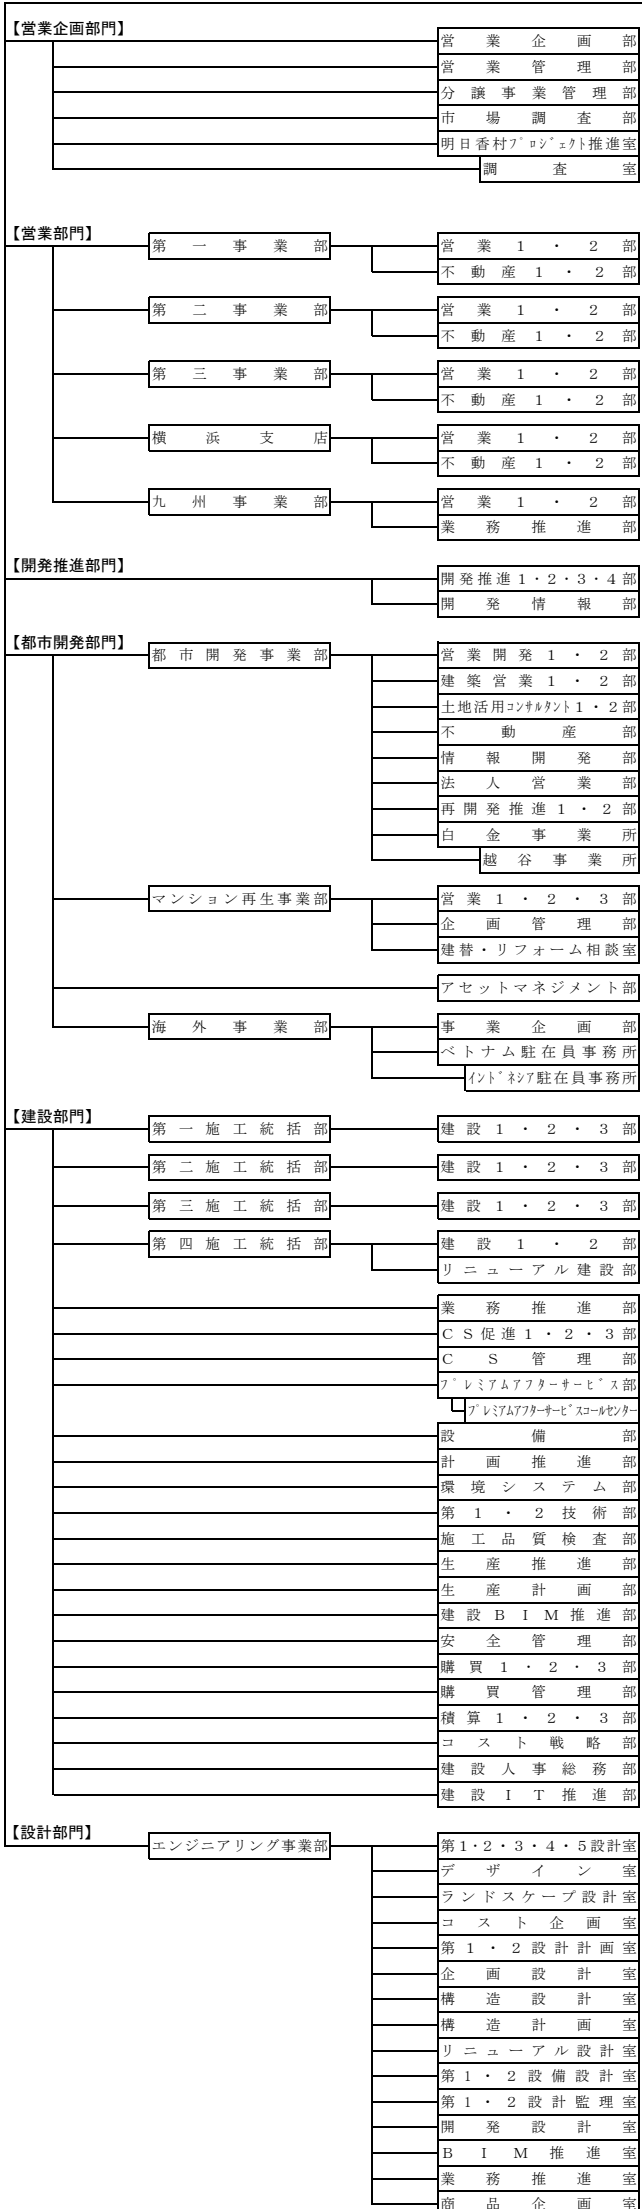 【営業企画部門】
営業企画部
営業管理部
分譲事業管理部
市場調査部
明日香村プロジェクト推進室
調査室
【営業部門】
第一事業部
営業1・2部
不動産1・2部
第二事業部
営業1・2部
不動産1・2部
第三事業部
営業1・2部
不動産1・2部
横浜支店
営業1・2部
不動産1・2部
九州事業部
営業1・2部
業務推進部
【開発推進部門】
開発推進1・2・3・4部
開発情報部
【都市開発部門】
都市開発事業部
営業開発1・2部
建築営業1・2部
土地活用コンサルタント1・2部
不動産部
情報開発部
法人営業部
再開発推進1・2部
白金事業所
越谷事業所
マンション再生事業部
営業1・2・3部
企画管理部
建替・リフォーム相談室
アセットマネジメント部
海外事業部
事業企画部
ベトナム駐在員事務所
インドネシア駐在員事務所
【建設部門】
第一施工統括部
建設1・2・3部
第二施工統括部
建設1・2・3部
第三施工統括部
建設1・2・3部
第四施工統括部
建設1・2部
リニューアル建設部
業務推進部
CS促進1・2・3部
CS管理部
プレミアムアフターサービス部
プレミアムアフターサービスコールセンター
設備部
計画推進部
環境システム部
第1・2技術部
施工品質検査部
生産推進部
生産計画部
建設BIM推進部
安全管理部
購買1・2・3部
購買管理部
積算1・2・3部
コスト戦略部
建設人事総務部
建設IT推進部
【設計部門】
エンジニアリング事業部
第1・2・3・4・5設計室
デザイン室
ランドスケープ設計室
コスト企画室
第1・2設計計画室
企画設計室
構造設計室
構造計画室
リニューアル設計室
第1・2設備設計室
第1・2設計監理室
開発設計室
BIM推進室
業務推進室
商品企画室